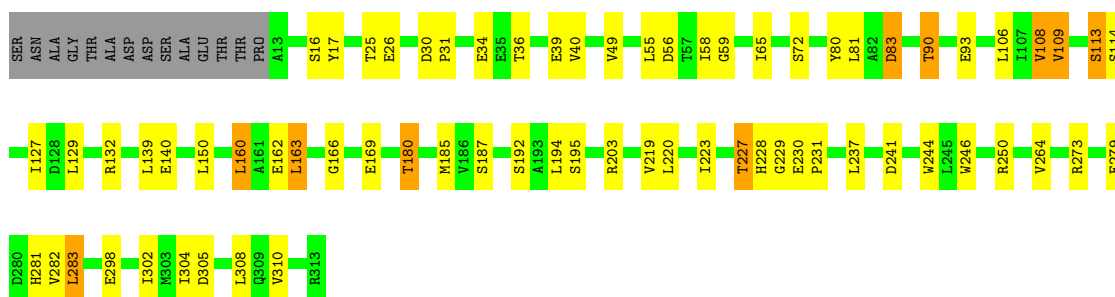 SER ASN ALA GLY THR ALA ASP ASP SER ALA GLU THR THR PRO A13 S16 Y17 T25 E26 D30 P31 E34 E35 T36 E39 V40 V49 L55 D56 T57 I58 G59 I65 S72 Y80 L81 A82 D83 T90 E93 L106 I107 V108 V109 S113 S114
I127 D128 L129 R132 L139 E140 L150 L160 A161 E162 L163 G166 E169 T180 M185 V186 S187 S192 A193 L194 S195 R203 V219 L220 I223 T227 H228 G229 E230 P231 L237 D241 W244 L245 W246 R250 V264 R273
D280 H281 V282 L283 E298 I302 M303 I304 D305 L308 Q309 V310 R313